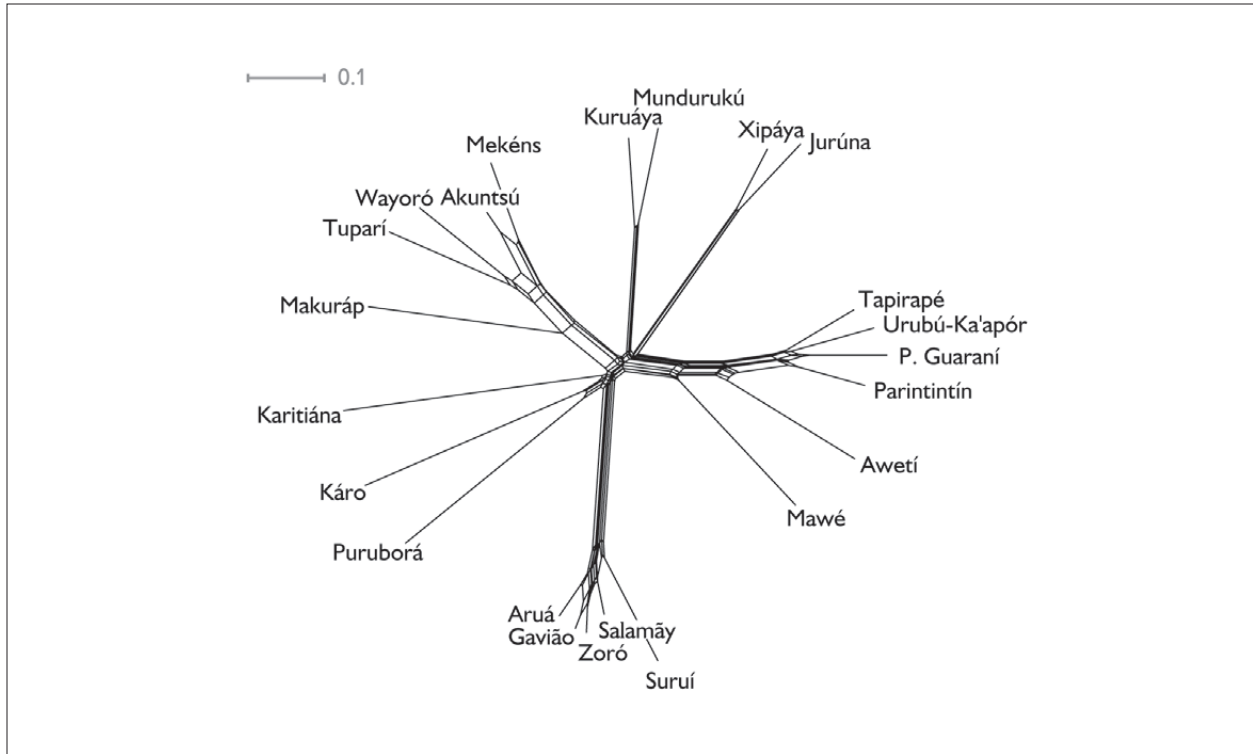 0.1
Mundurukú
Kuruáya
Xipáya
Jurúna
Mekéns
Wayoró
Akuntsú
Tuparí
Makuráp
Tapirapé
Urubú-Ka'apór
P. Guaraní
Parintintín
Karitiána
Awetí
Káro
Mawé
Puruborá
Aruá
Gavião
Salamãy
Zoró
Suruí